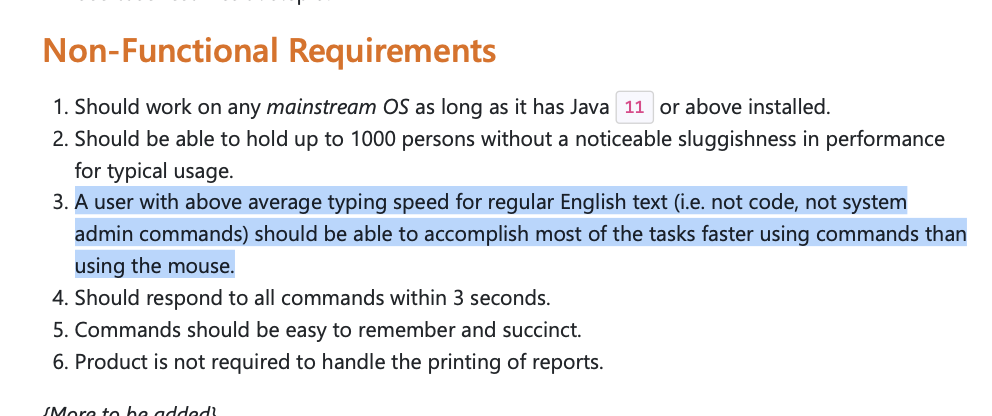 Non-Functional Requirements
1. Should work on any mainstream OS as long as it has Java 11 or above installed.
2. Should be able to hold up to 1000 persons without a noticeable sluggishness in performance
for typical usage.
3. A user with above average typing speed for regular English text (i.e. not code, not system
admin commands) should be able to accomplish most of the tasks faster using commands than
using the mouse.
4. Should respond to all commands within 3 seconds.
5. Commands should be easy to remember and succinct.
6. Product is not required to handle the printing of reports.
{More to be added}